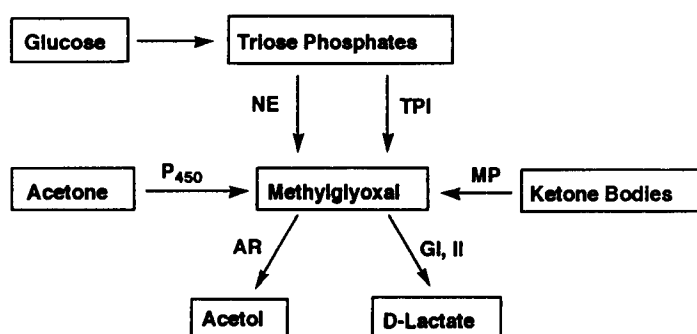 Glucose
Triose Phosphates
NE
TPI
Acetone
P450
Methylglyoxal
MP
Ketone Bodies
AR
GI, II
Acetol
D-Lactate